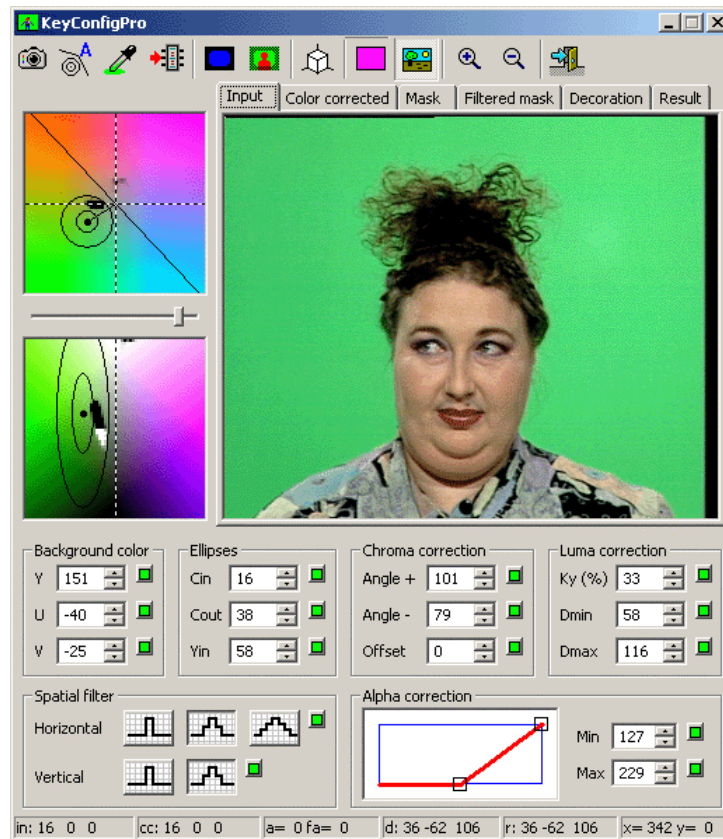 KeyConfigPro
A
Input Color corrected Mask Filtered mask Decoration Result
Background color
Y 151
U -40
V -25
Ellipses
Cin 16
Cout 38
Yin 58
Chroma correction
Angle + 101
Angle - 79
Offset 0
Luma correction
Ky (%) 33
Dmin 58
Dmax 116
Spatial filter
Horizontal
Vertical
Alpha correction
Min 127
Max 229
in: 16 0 0 cc: 16 0 0 a= 0 fa= 0 d: 36 -62 106 r: 36 -62 106 x= 342 y= 0